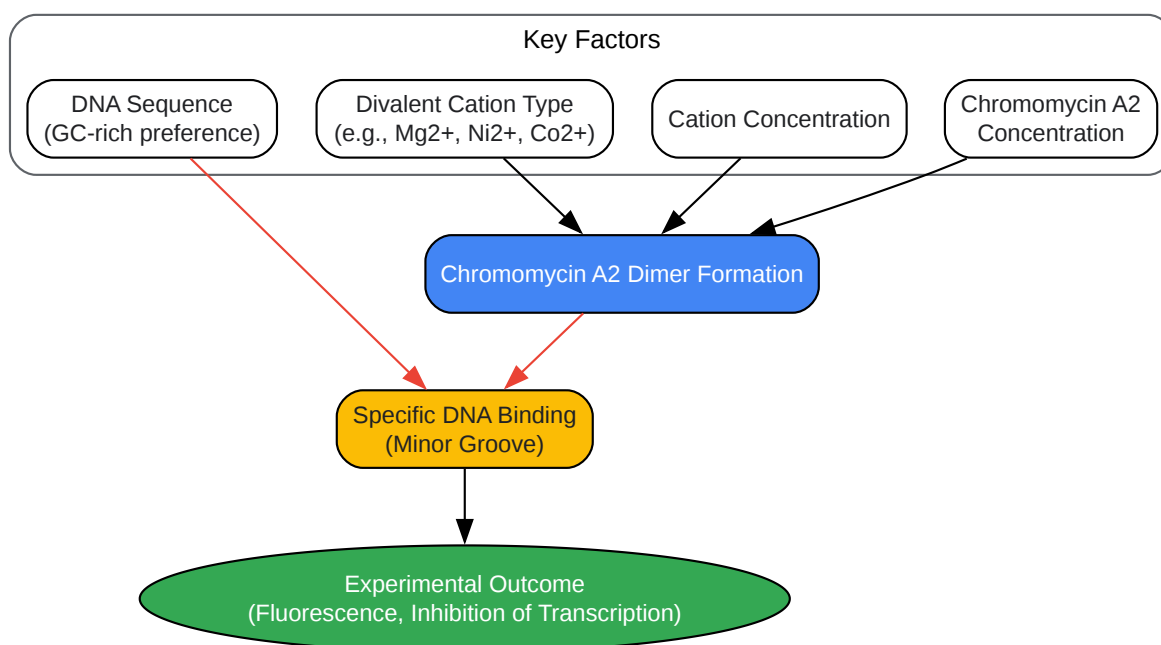 Key Factors
DNA Sequence
(GC-rich preference)
Divalent Cation Type
(e.g., Mg2+, Ni2+, Co2+)
Cation Concentration
Chromomycin A2
Concentration
Chromomycin A2 Dimer Formation
Specific DNA Binding
(Minor Groove)
Experimental Outcome
(Fluorescence, Inhibition of Transcription)